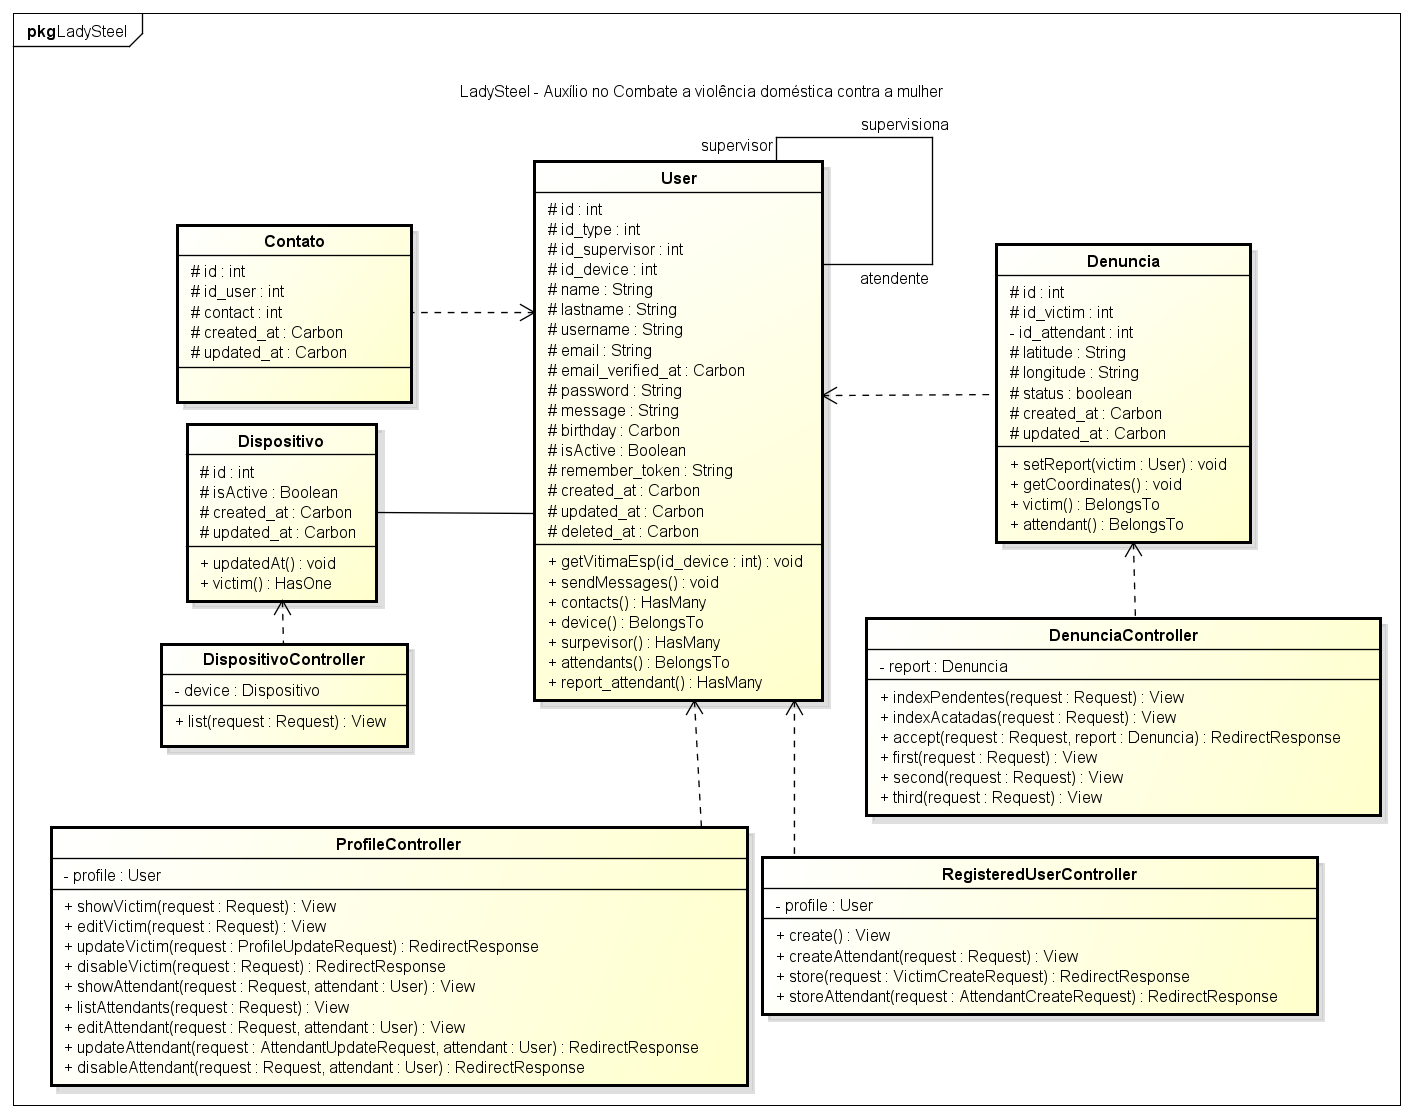 pkgLadySteel
LadySteel - Auxílio no Combate a violência doméstica contra a mulher
supervisiona
supervisor
atendente
User
# id : int
# id_type : int
# id_supervisor : int
# id_device : int
# name : String
# lastname : String
# username : String
# email : String
# email_verified_at : Carbon
# password : String
# message : String
# birthday : Carbon
# isActive : Boolean
# remember_token : String
# created_at : Carbon
# updated_at : Carbon
# deleted_at : Carbon
+ getVitimaEsp(id_device : int) : void
+ sendMessages() : void
+ contacts() : HasMany
+ device() : BelongsTo
+ surpevisor() : HasMany
+ attendants() : BelongsTo
+ report_attendant() : HasMany
Contato
# id : int
# id_user : int
# contact : int
# created_at : Carbon
# updated_at : Carbon
Dispositivo
# id : int
# isActive : Boolean
# created_at : Carbon
# updated_at : Carbon
+ updatedAt() : void
+ victim() : HasOne
DispositivoController
- device : Dispositivo
+ list(request : Request) : View
Denuncia
# id : int
# id_victim : int
- id_attendant : int
# latitude : String
# longitude : String
# status : boolean
# created_at : Carbon
# updated_at : Carbon
+ setReport(victim : User) : void
+ getCoordinates() : void
+ victim() : BelongsTo
+ attendant() : BelongsTo
DenunciaController
- report : Denuncia
+ indexPendentes(request : Request) : View
+ indexAcatadas(request : Request) : View
+ accept(request : Request, report : Denuncia) : RedirectResponse
+ first(request : Request) : View
+ second(request : Request) : View
+ third(request : Request) : View
ProfileController
- profile : User
+ showVictim(request : Request) : View
+ editVictim(request : Request) : View
+ updateVictim(request : ProfileUpdateRequest) : RedirectResponse
+ disableVictim(request : Request) : RedirectResponse
+ showAttendant(request : Request, attendant : User) : View
+ listAttendants(request : Request) : View
+ editAttendant(request : Request, attendant : User) : View
+ updateAttendant(request : AttendantUpdateRequest, attendant : User) : RedirectResponse
+ disableAttendant(request : Request, attendant : User) : RedirectResponse
RegisteredUserController
- profile : User
+ create() : View
+ createAttendant(request : Request) : View
+ store(request : VictimCreateRequest) : RedirectResponse
+ storeAttendant(request : AttendantCreateRequest) : RedirectResponse